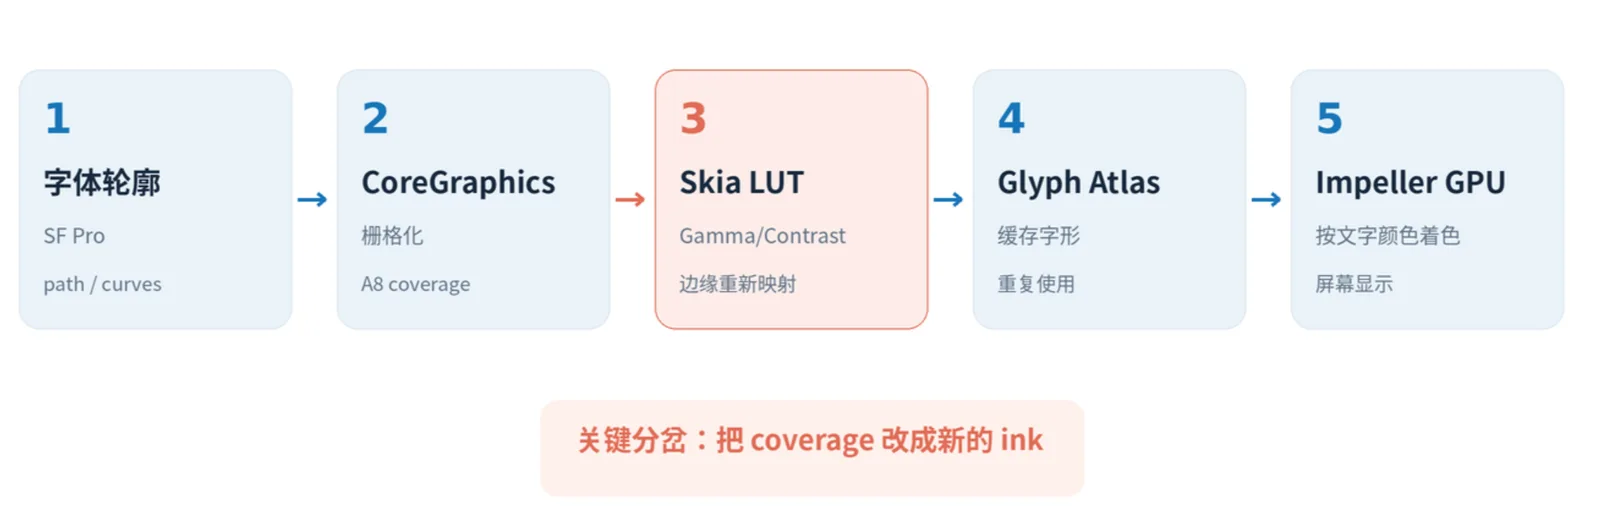 1
字体轮廓
SF Pro
path / curves
→
2
CoreGraphics
栅格化
A8 coverage
→
3
Skia LUT
Gamma/Contrast
边缘重新映射
→
4
Glyph Atlas
缓存字形
重复使用
→
5
Impeller GPU
按文字颜色着色
屏幕显示
关键分岔：把 coverage 改成新的 ink